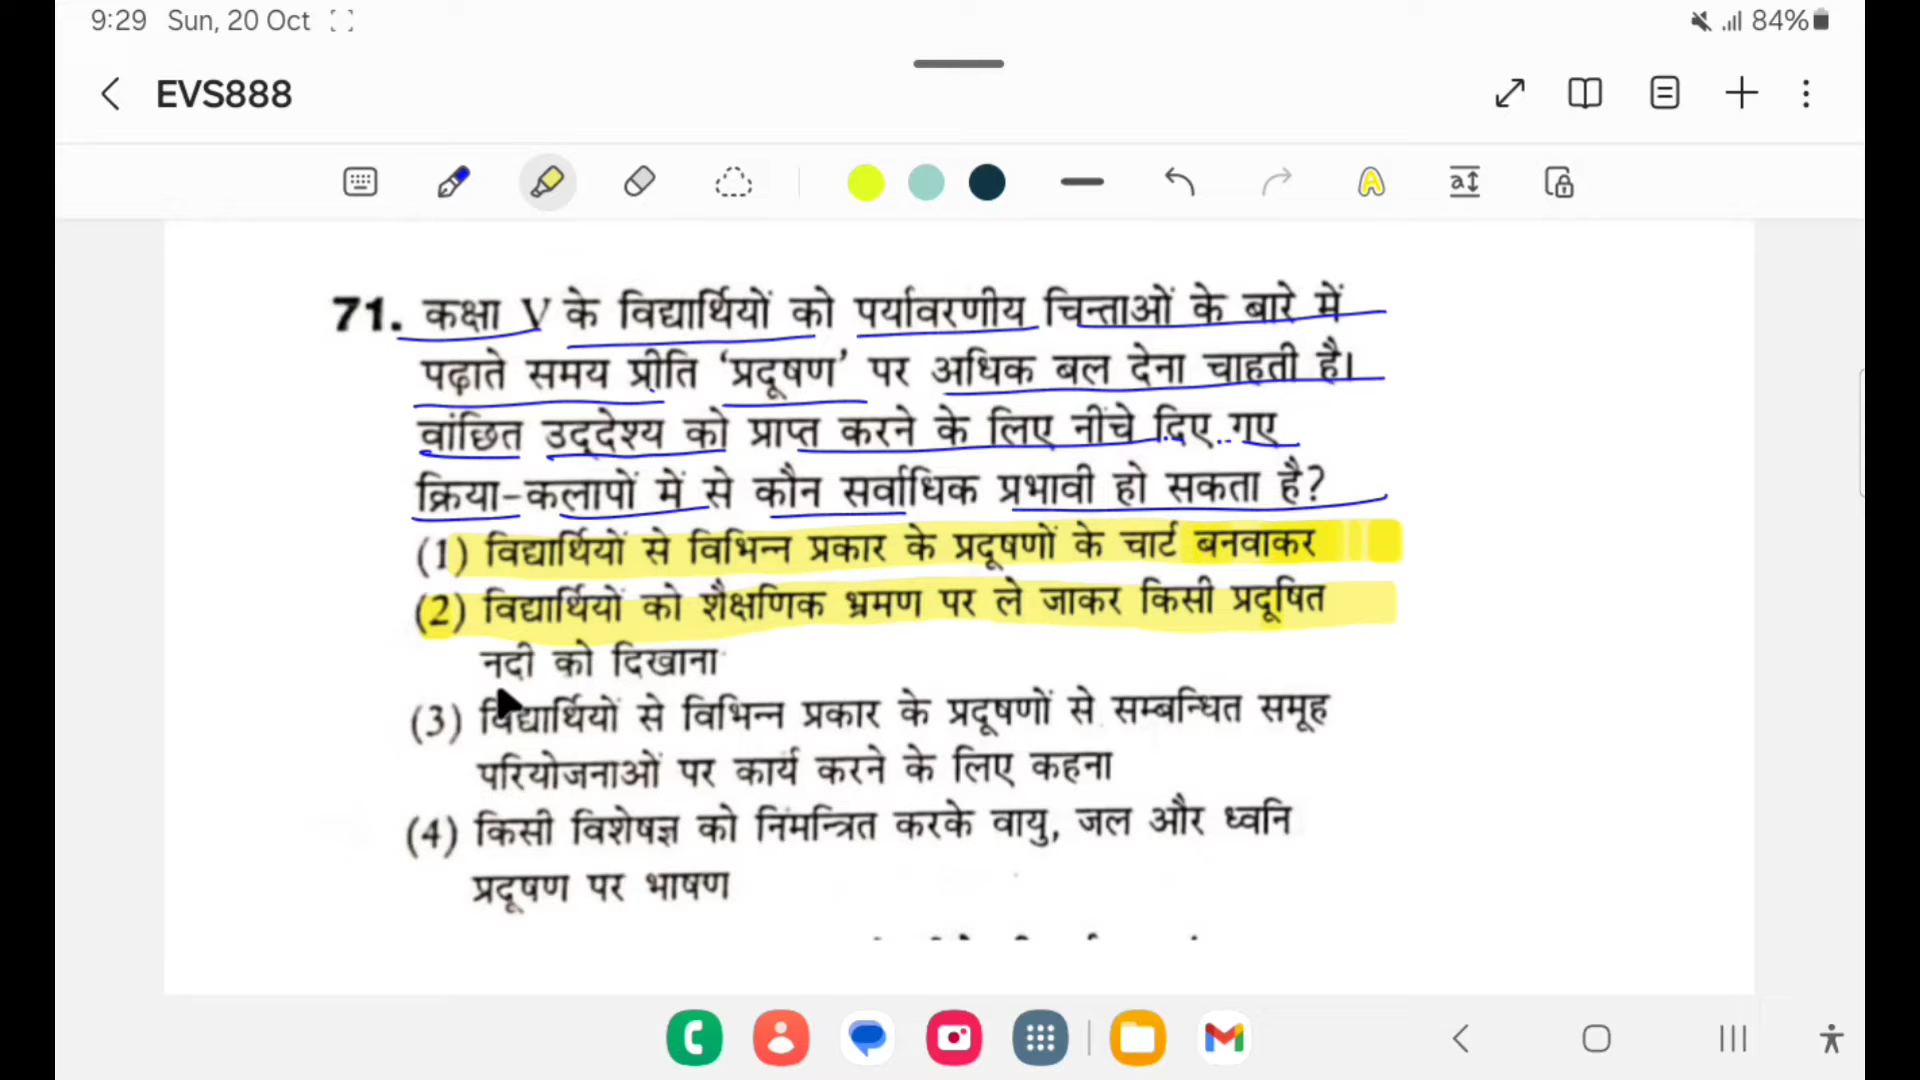 9:29 Sun, 20 Oct
84%
EVS888
71. कक्षा V के विद्यार्थियों को पर्यावरणीय चिन्ताओं के बारे में
पढ़ाते समय प्रीति ‘प्रदूषण’ पर अधिक बल देना चाहती है।
वांछित उद्देश्य को प्राप्त करने के लिए नीचे दिए गए
क्रिया-कलापों में से कौन सर्वाधिक प्रभावी हो सकता है?
(1) विद्यार्थियों से विभिन्न प्रकार के प्रदूषणों के चार्ट बनवाकर
(2) विद्यार्थियों को शैक्षणिक भ्रमण पर ले जाकर किसी प्रदूषित
नदी को दिखाना
(3) विद्यार्थियों से विभिन्न प्रकार के प्रदूषणों से सम्बन्धित समूह
परियोजनाओं पर कार्य करने के लिए कहना
(4) किसी विशेषज्ञ को निमन्त्रित करके वायु, जल और ध्वनि
प्रदूषण पर भाषण